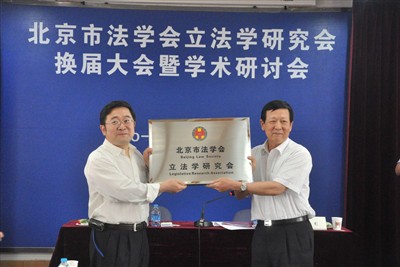 北京市法学会立法学研究会
换届大会暨学术研讨会
北京市法学会
Beijing Law Society
立法学研究会
Legislative Research Association